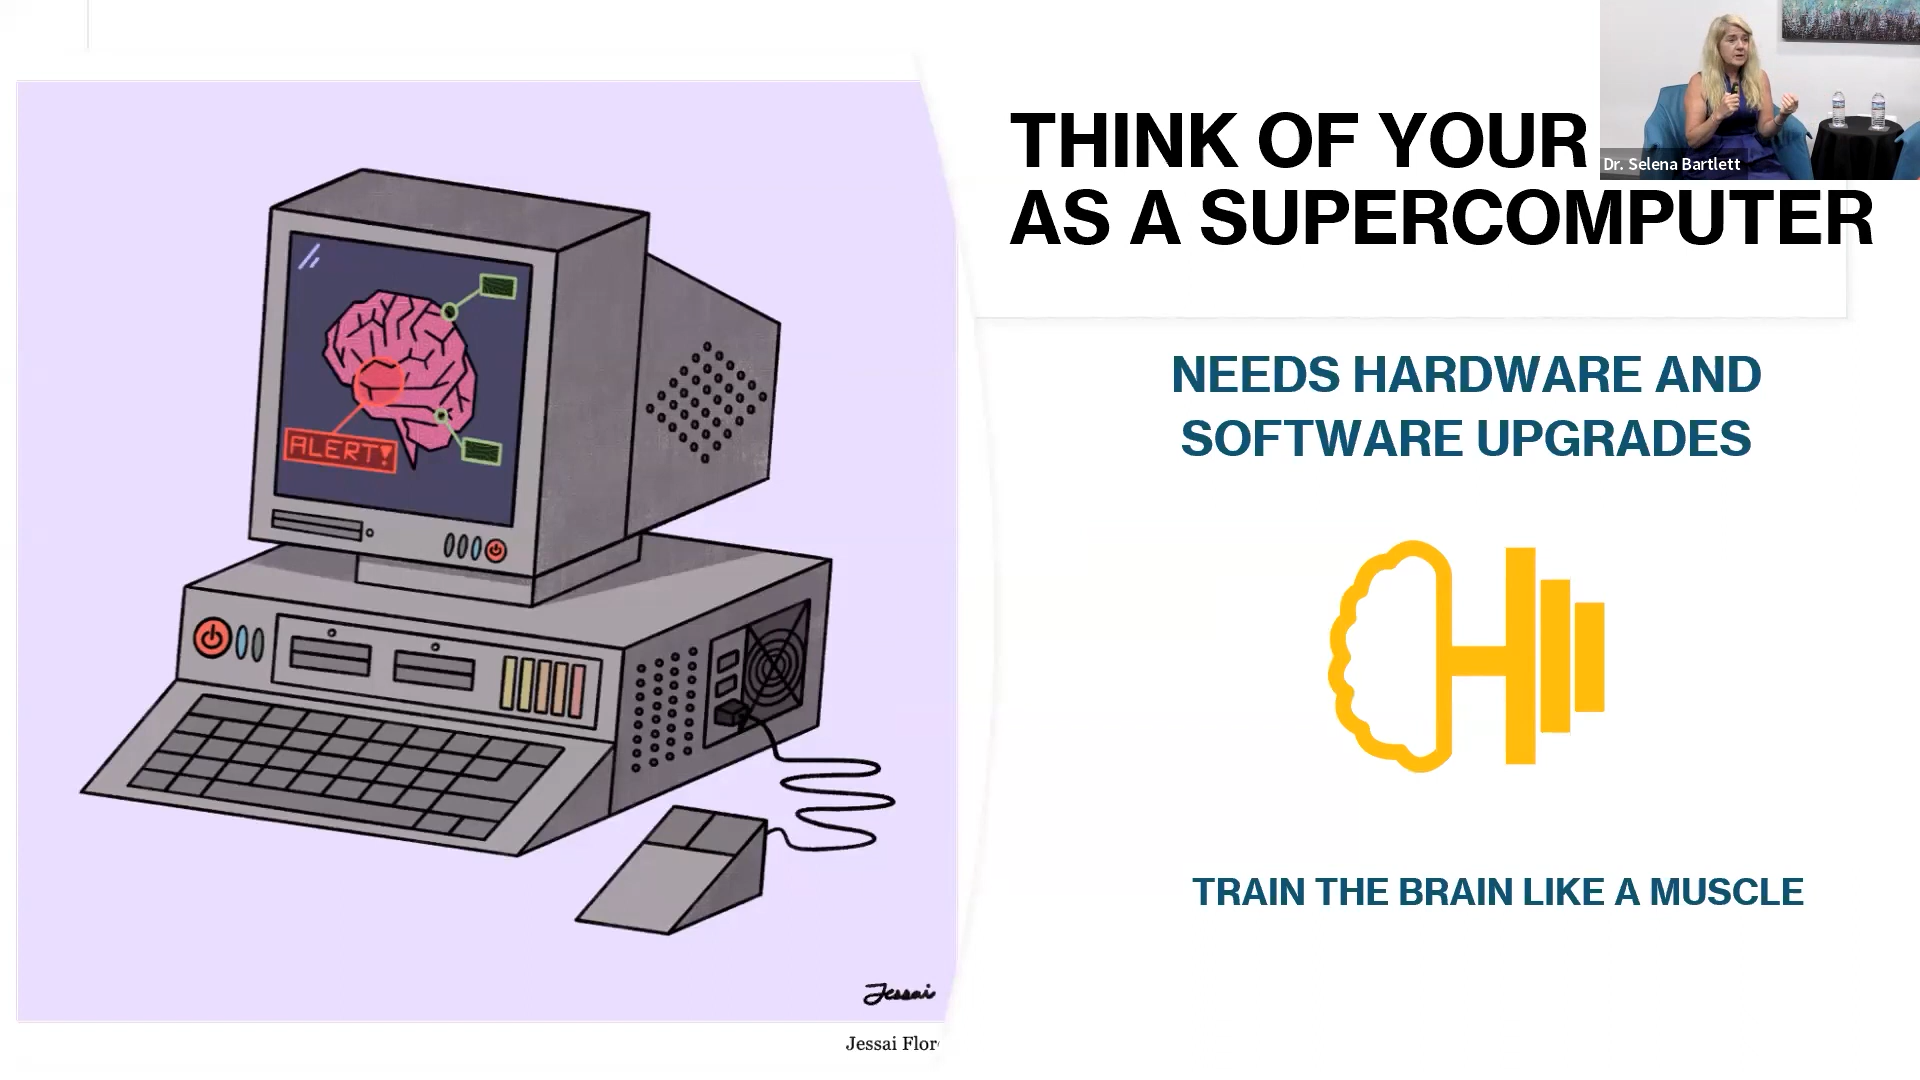 THINK OF YOUR
AS A SUPERCOMPUTER
Dr. Selena Bartlett
NEEDS HARDWARE AND
SOFTWARE UPGRADES
ALERT!
TRAIN THE BRAIN LIKE A MUSCLE
Jessai
Jessai